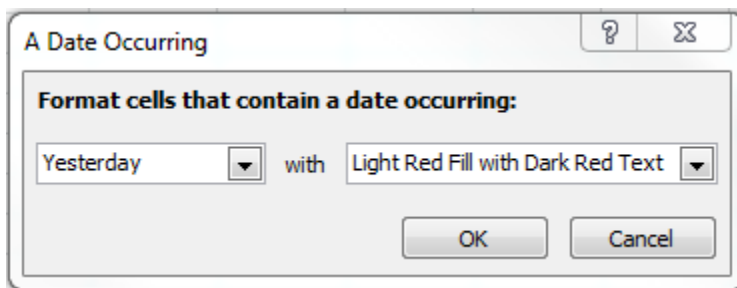 A Date Occurring
?
Format cells that contain a date occurring:
Yesterday with Light Red Fill with Dark Red Text
OK Cancel